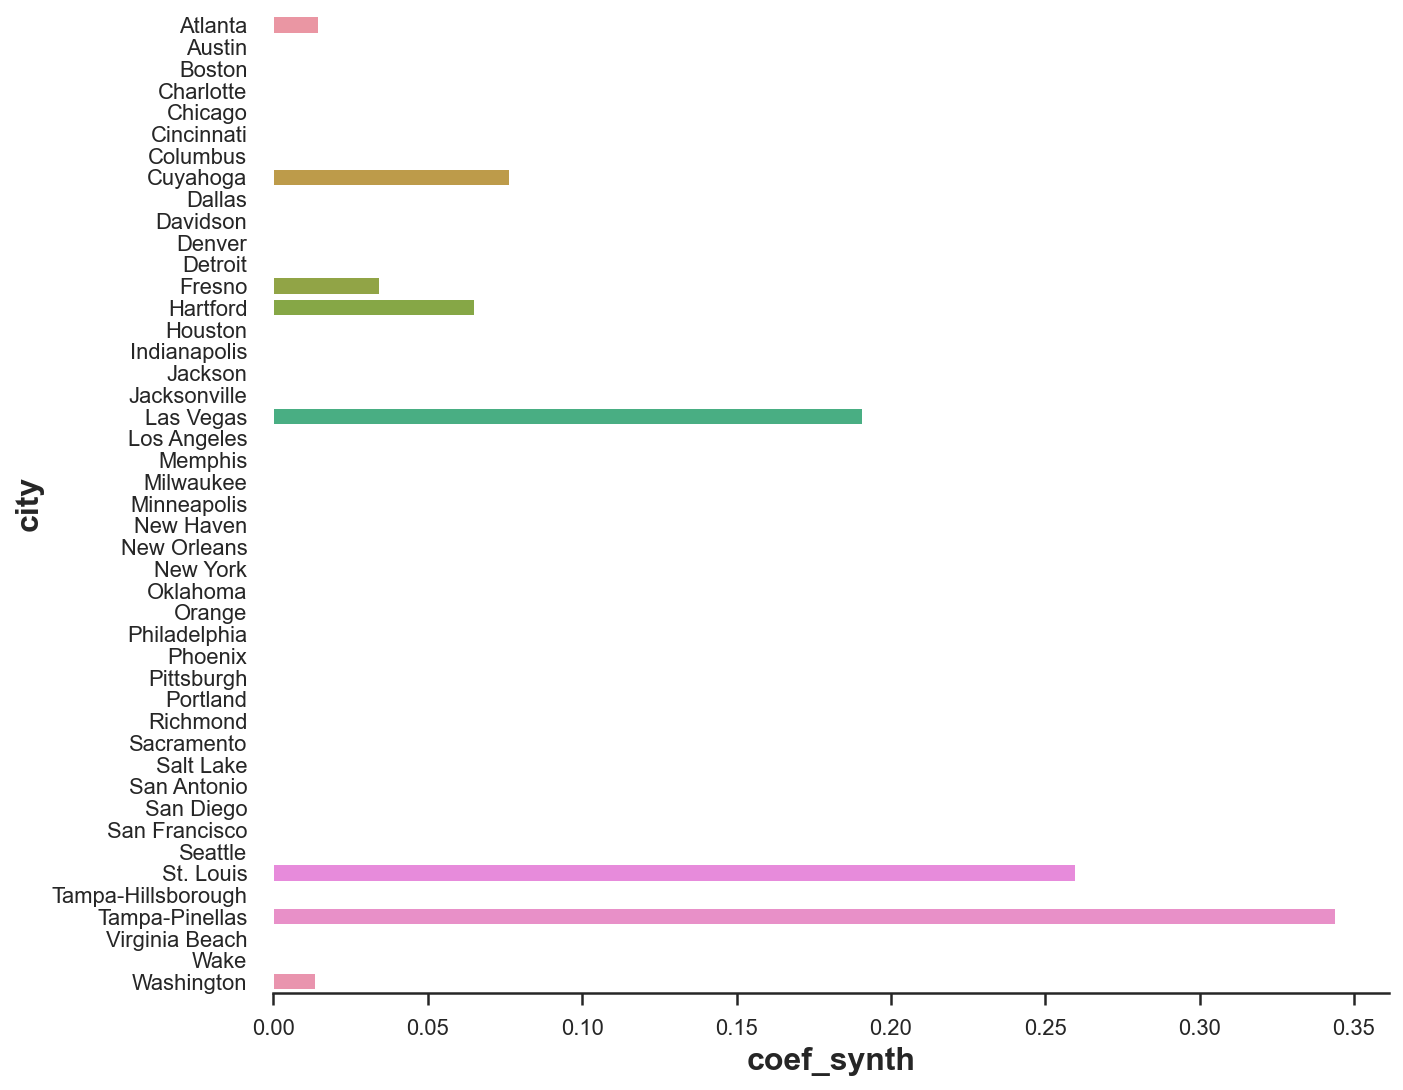 Atlanta
Austin
Boston
Charlotte
Chicago
Cincinnati
Columbus
Cuyahoga
Dallas
Davidson
Denver
Detroit
Fresno
Hartford
Houston
Indianapolis
Jackson
Jacksonville
Las Vegas
Los Angeles
Memphis
Milwaukee
Minneapolis
New Haven
New Orleans
New York
Oklahoma
Orange
Philadelphia
Phoenix
Pittsburgh
Portland
Richmond
Sacramento
Salt Lake
San Antonio
San Diego
San Francisco
Seattle
St. Louis
Tampa-Hillsborough
Tampa-Pinellas
Virginia Beach
Wake
Washington
city
0.00 0.05 0.10 0.15 0.20 0.25 0.30 0.35
coef_synth